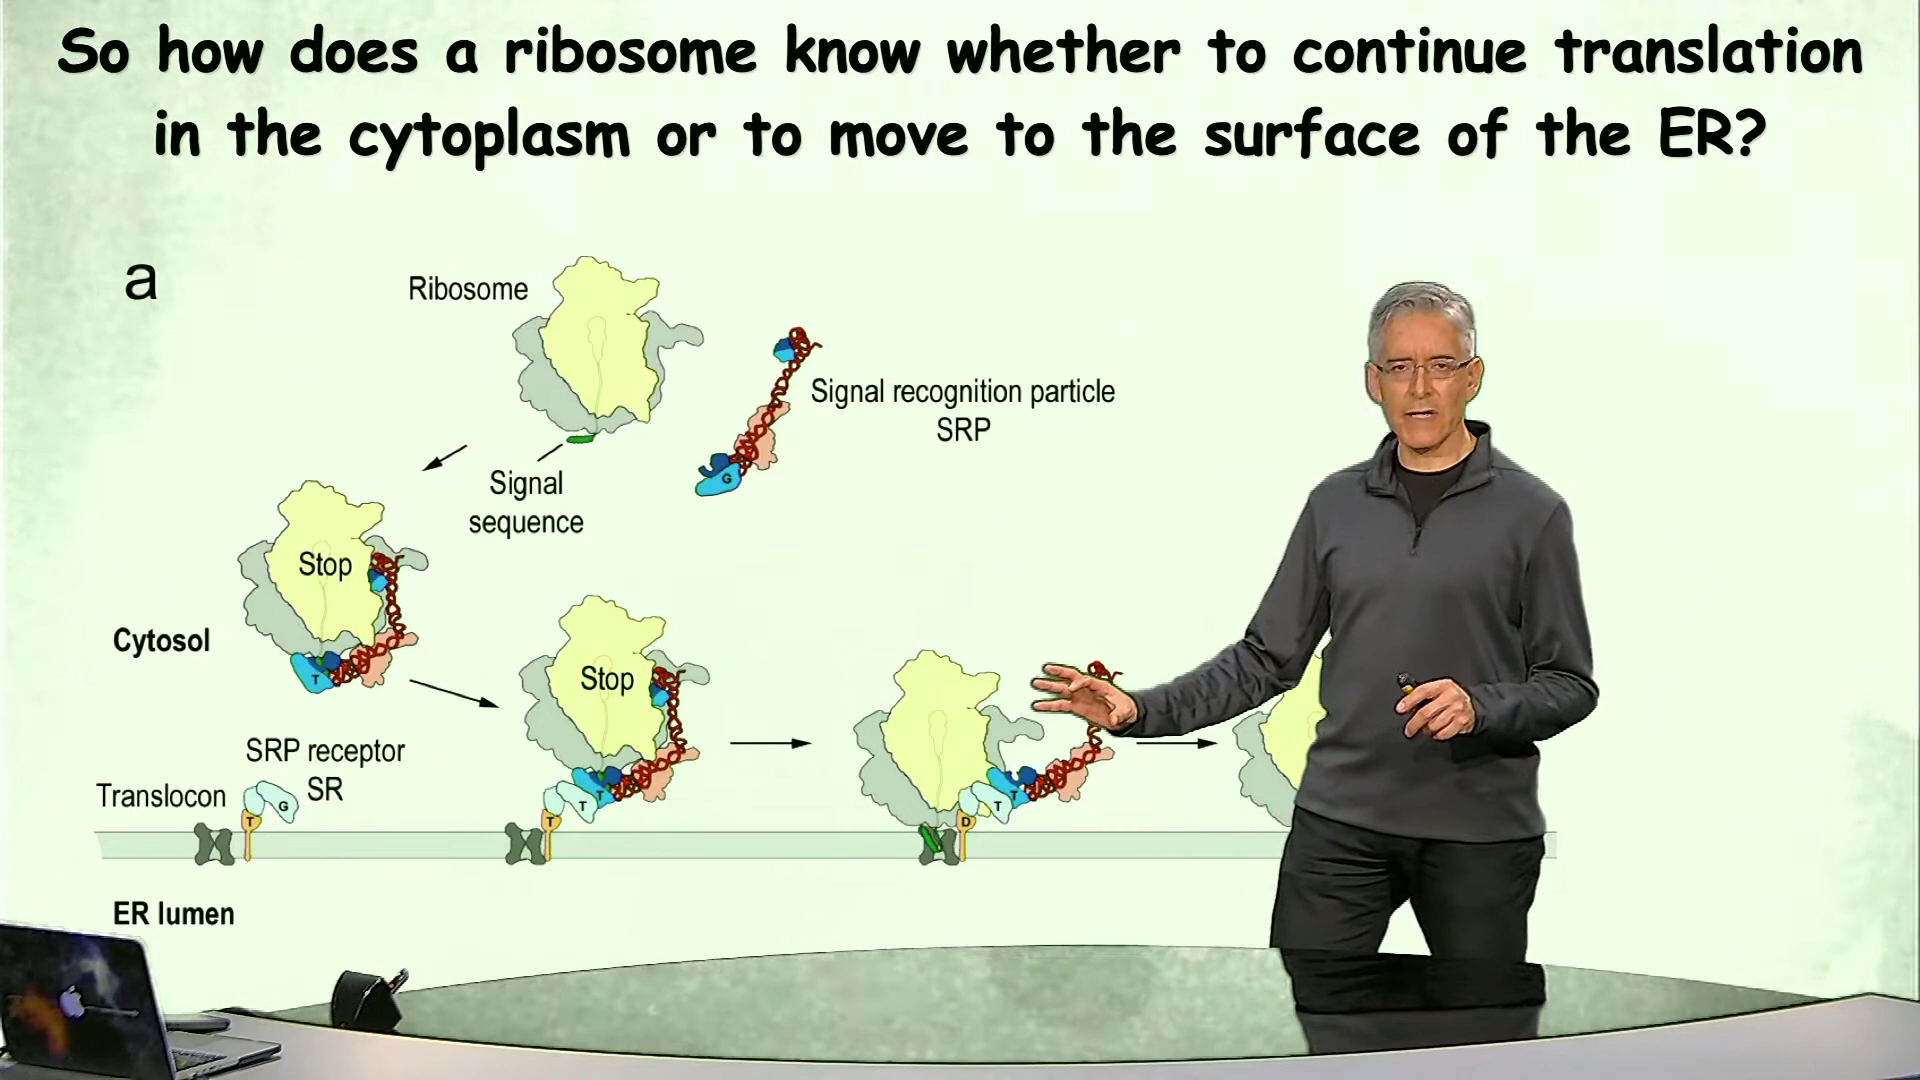 So how does a ribosome know whether to continue translation
in the cytoplasm or to move to the surface of the ER?
a
Ribosome
Signal recognition particle
SRP
G
Signal
sequence
Stop
T
Cytosol
Stop
T
T
T
SRP receptor
SR
Translocon
G
T
T
T
D
ER lumen